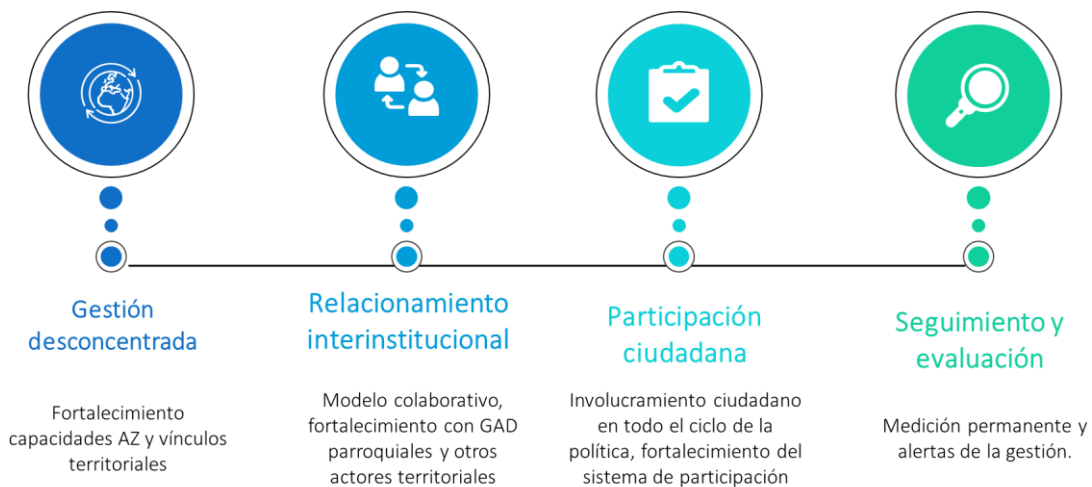 Gestión
desconcentrada
Fortalecimiento
capacidades AZ y vínculos
territoriales
Relacionamiento
interinstitucional
Modelo colaborativo,
fortalecimiento con GAD
parroquiales y otros
actores territoriales
Participación
ciudadana
Involucramiento ciudadano
en todo el ciclo de la
política, fortalecimiento del
sistema de participación
Seguimiento y
evaluación
Medición permanente y
alertas de la gestión.